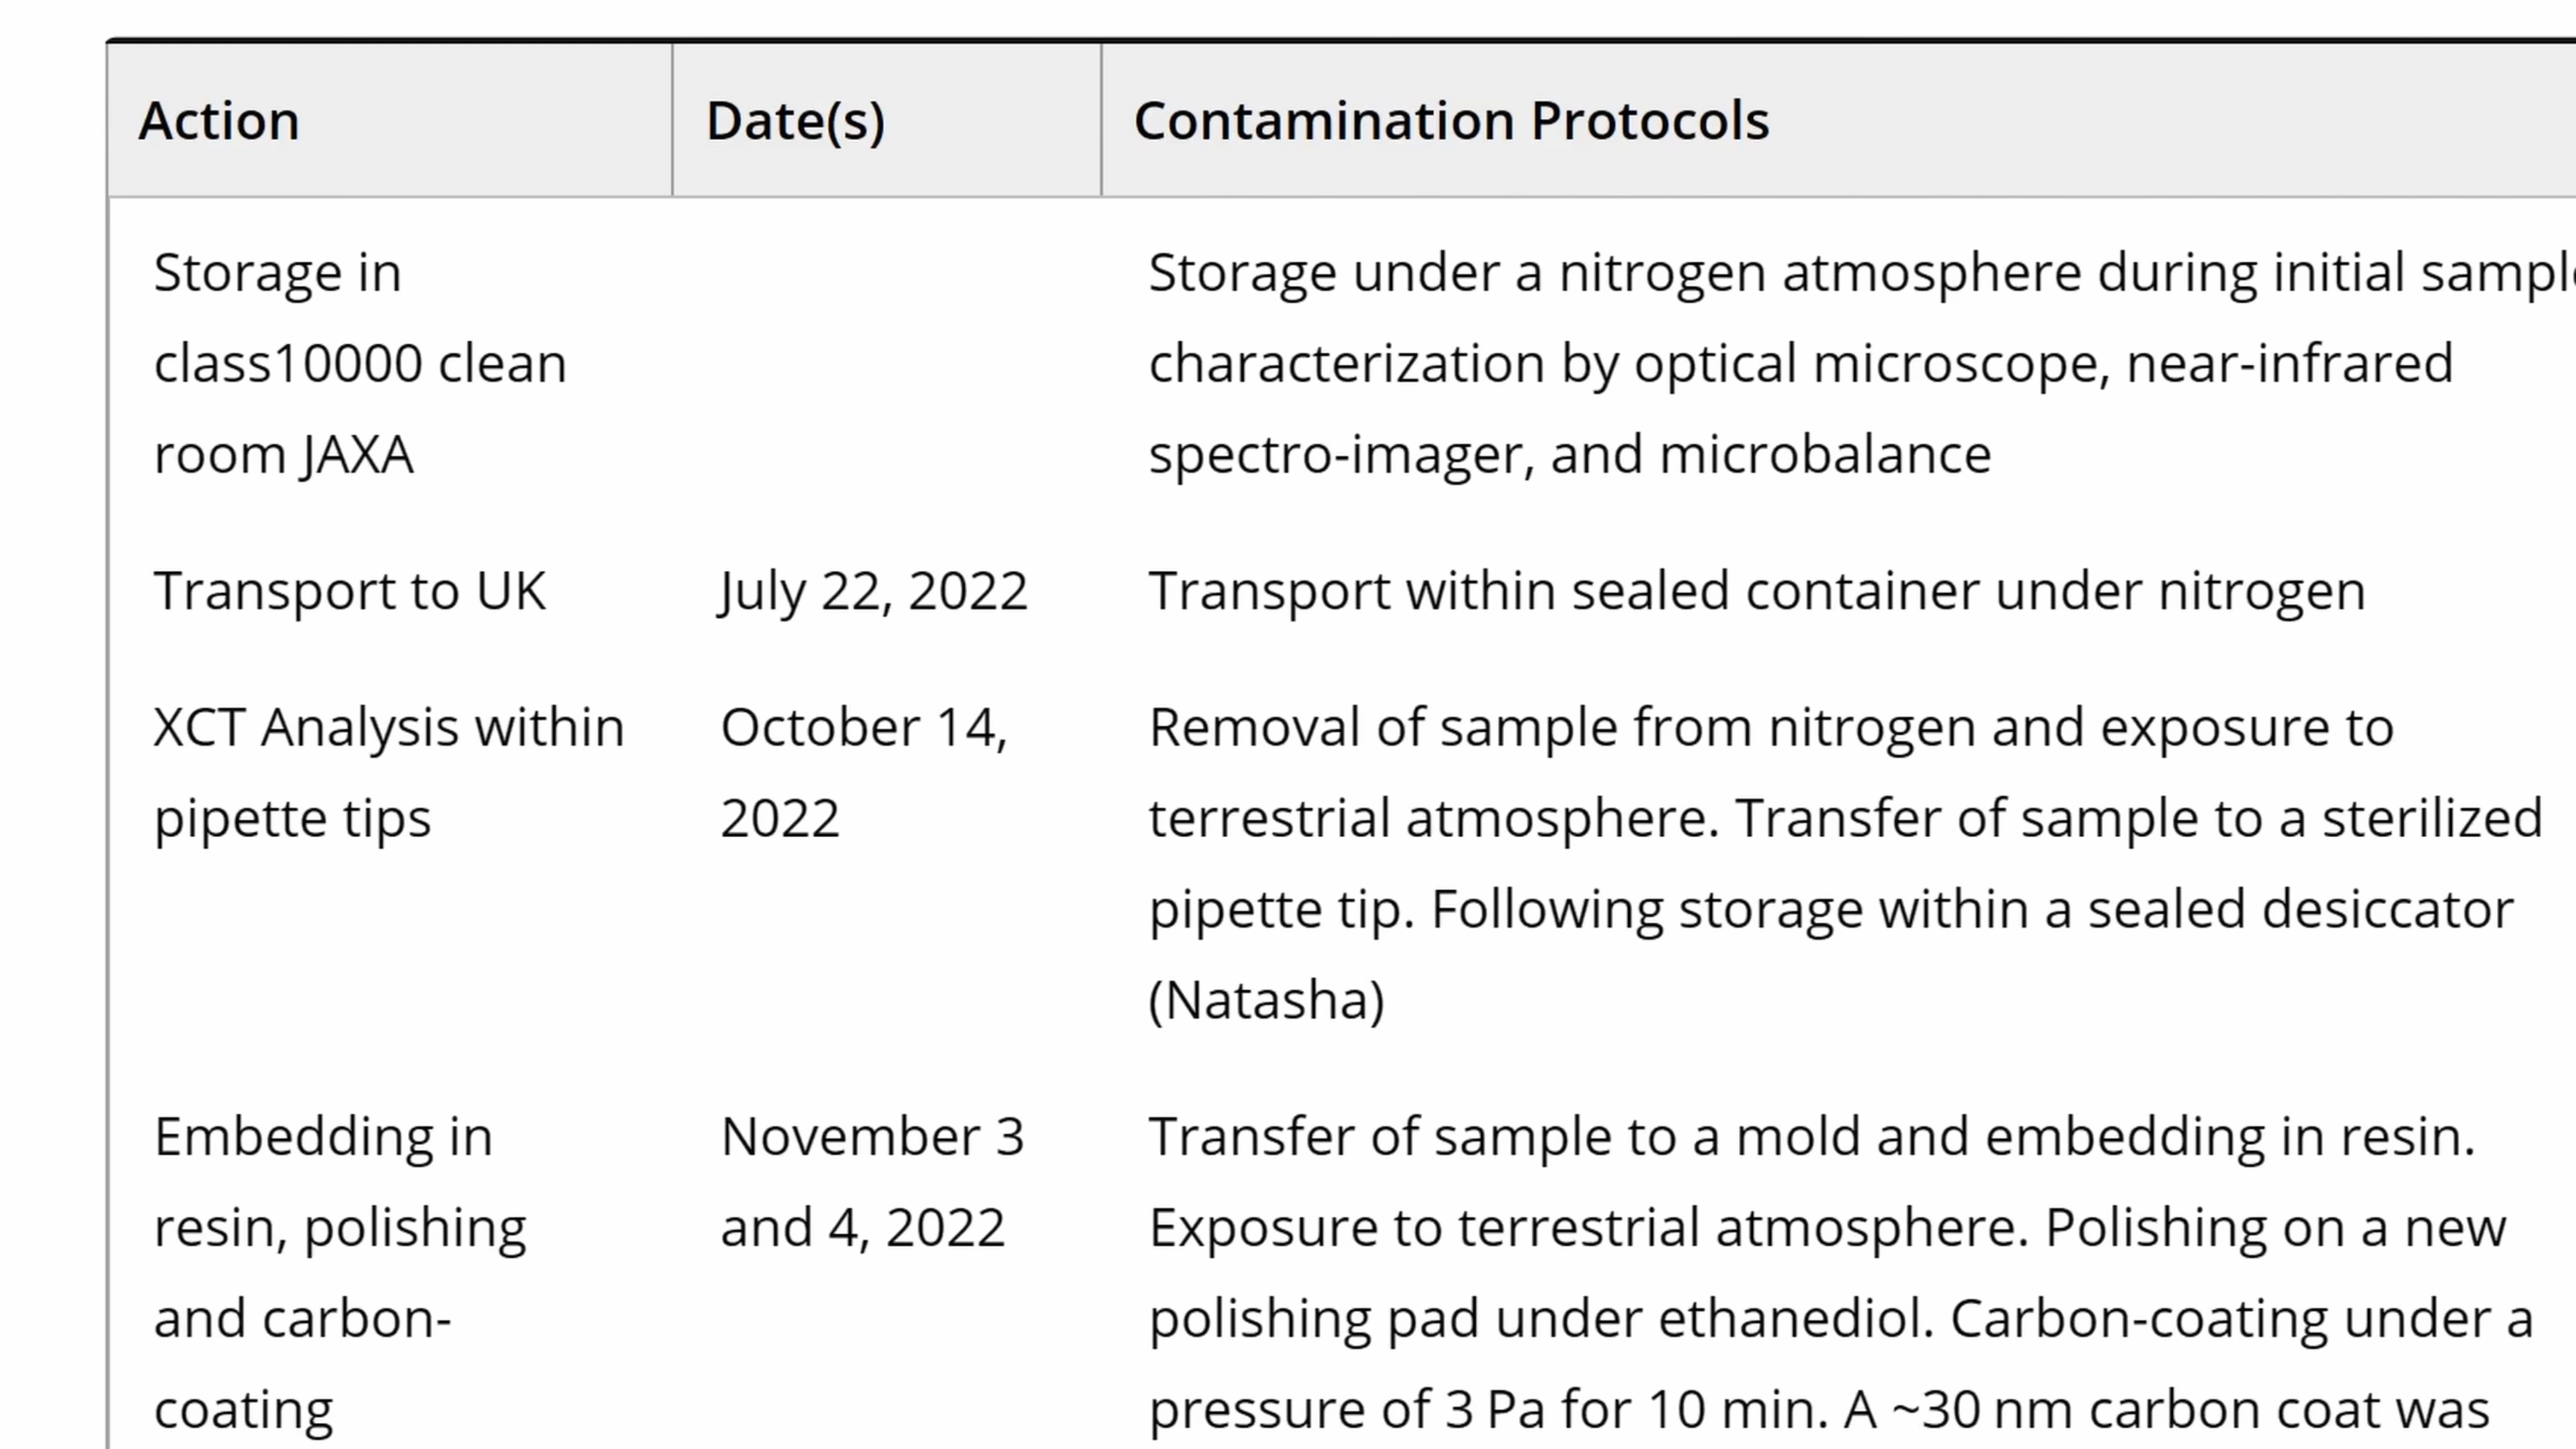 Action Date(s) Contamination Protocols
Storage in Storage under a nitrogen atmosphere during initial
class10000 clean characterization by optical microscope, near-infrared
room JAXA spectro-imager, and microbalance
Transport to UK July 22, 2022 Transport within sealed container under nitrogen
XCT Analysis within October 14, Removal of sample from nitrogen and exposure to
pipette tips 2022 terrestrial atmosphere. Transfer of sample to a sterilized
pipette tip. Following storage within a sealed desiccator
(Natasha)
Embedding in November 3 Transfer of sample to a mold and embedding in resin.
resin, polishing and 4, 2022 Exposure to terrestrial atmosphere. Polishing on a new
and carbon- polishing pad under ethanediol. Carbon-coating under a
coating pressure of 3 Pa for 10 min. A ~30 nm carbon coat was